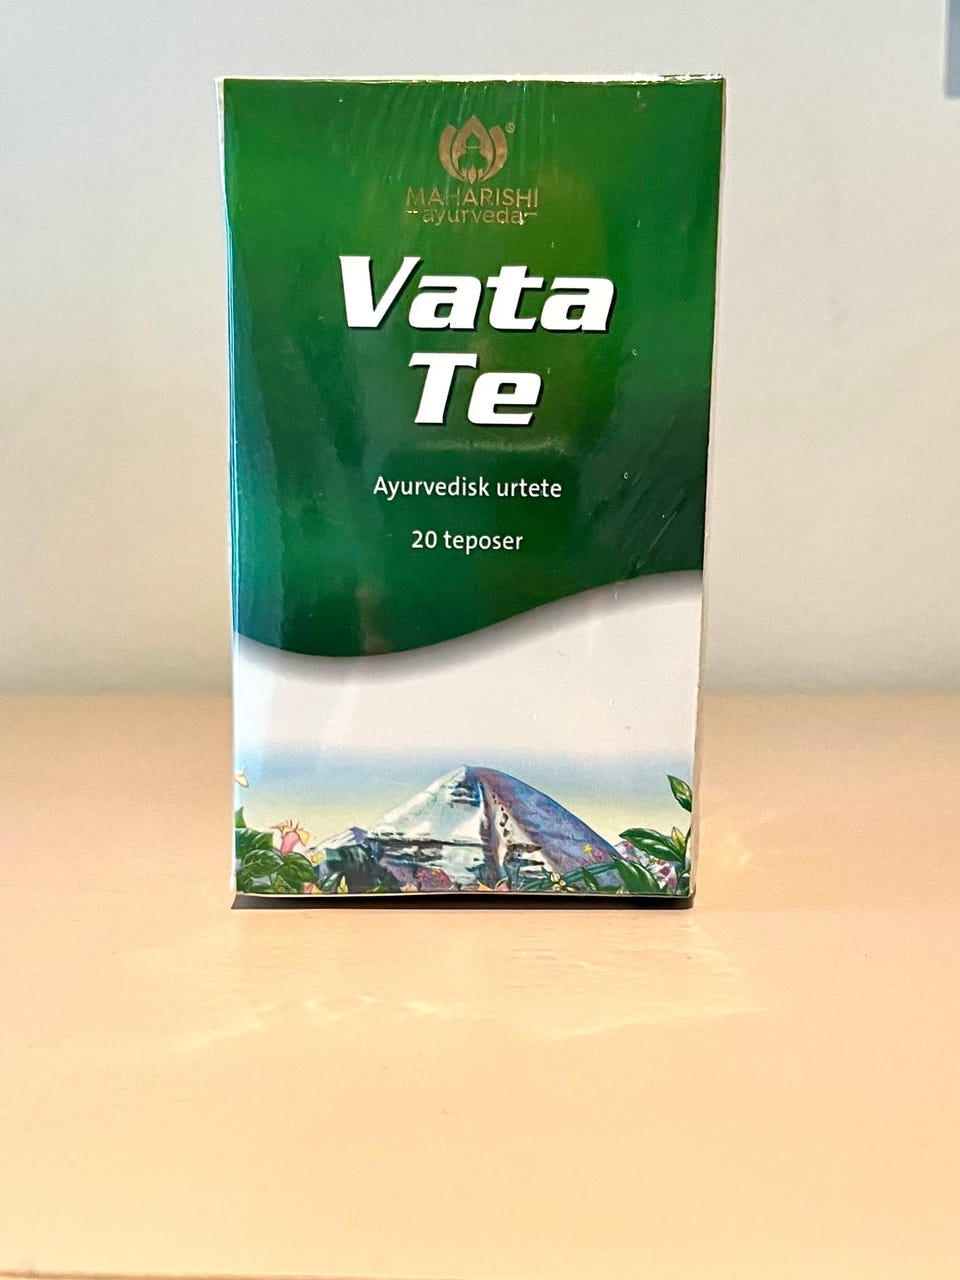 MAHARISHI
ayurveda
Vata
Te
Ayurvedisk urtete
20 teposer